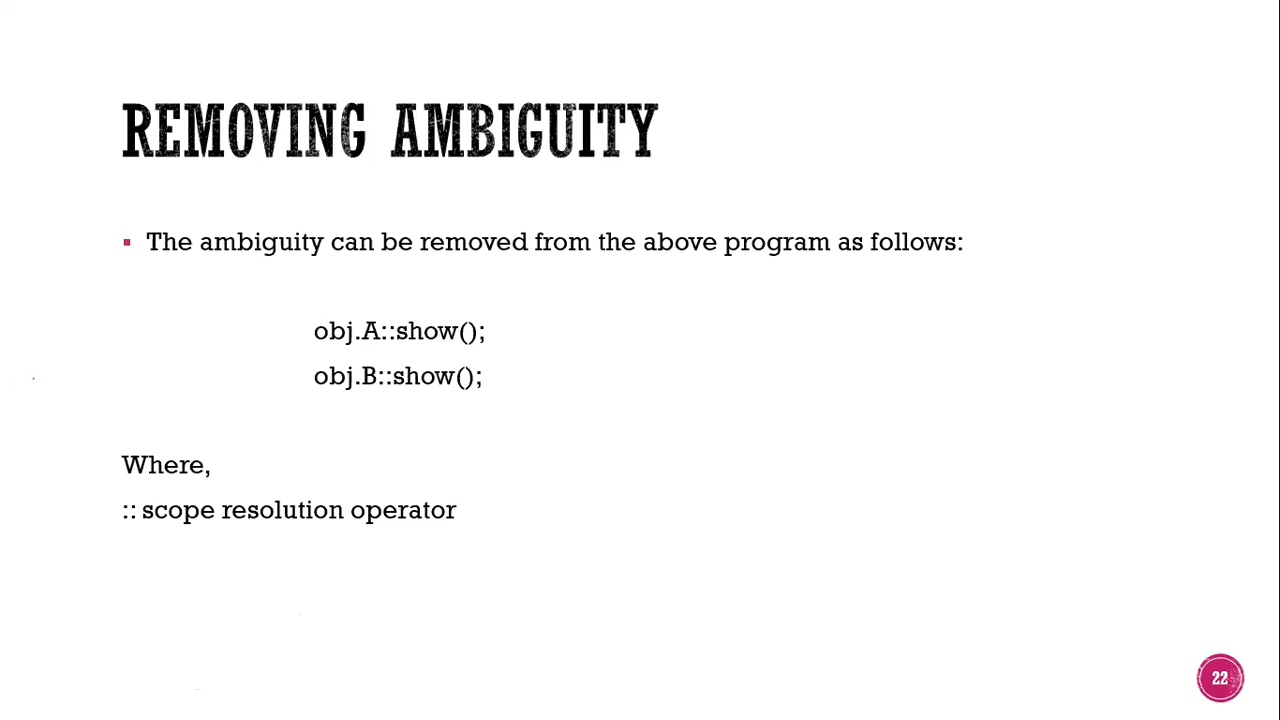 REMOVING AMBIGUITY
▪ The ambiguity can be removed from the above program as follows:
obj.A::show();
obj.B::show();
Where,
:: scope resolution operator
22